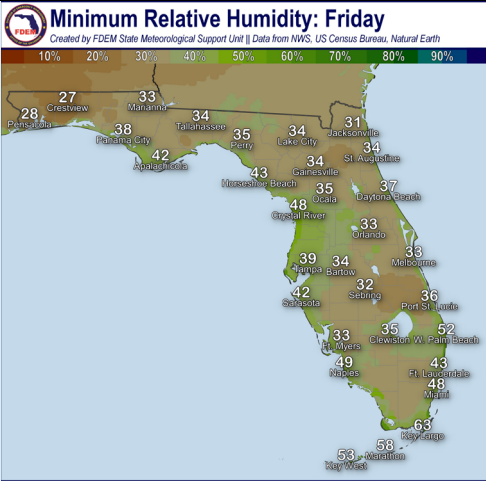 Minimum Relative Humidity: Friday
Created by FDEM State Meteorological Support Unit || Data from NWS, US Census Bureau, Natural Earth
FDEM
10% 20% 30% 40% 50% 60% 70% 80% 90%
27
Crestview
33
Marianna
28
Pensacola
34
Tallahassee
31
Jacksonville
38
Panama City
35
Perry
34
Lake City
34
St. Augustine
42
Apalachicola
34
Gainesville
43
Horseshoe Beach
35
Ocala
37
Daytona Beach
48
Crystal River
33
Orlando
33
Melbourne
39
Tampa
34
Bartow
32
Sebring
42
Sarasota
36
Port St. Lucie
33
Ft. Myers
35
Clewiston
52
W. Palm Beach
49
Naples
43
Ft. Lauderdale
48
Miami
63
Key Largo
58
Marathon
53
Key West